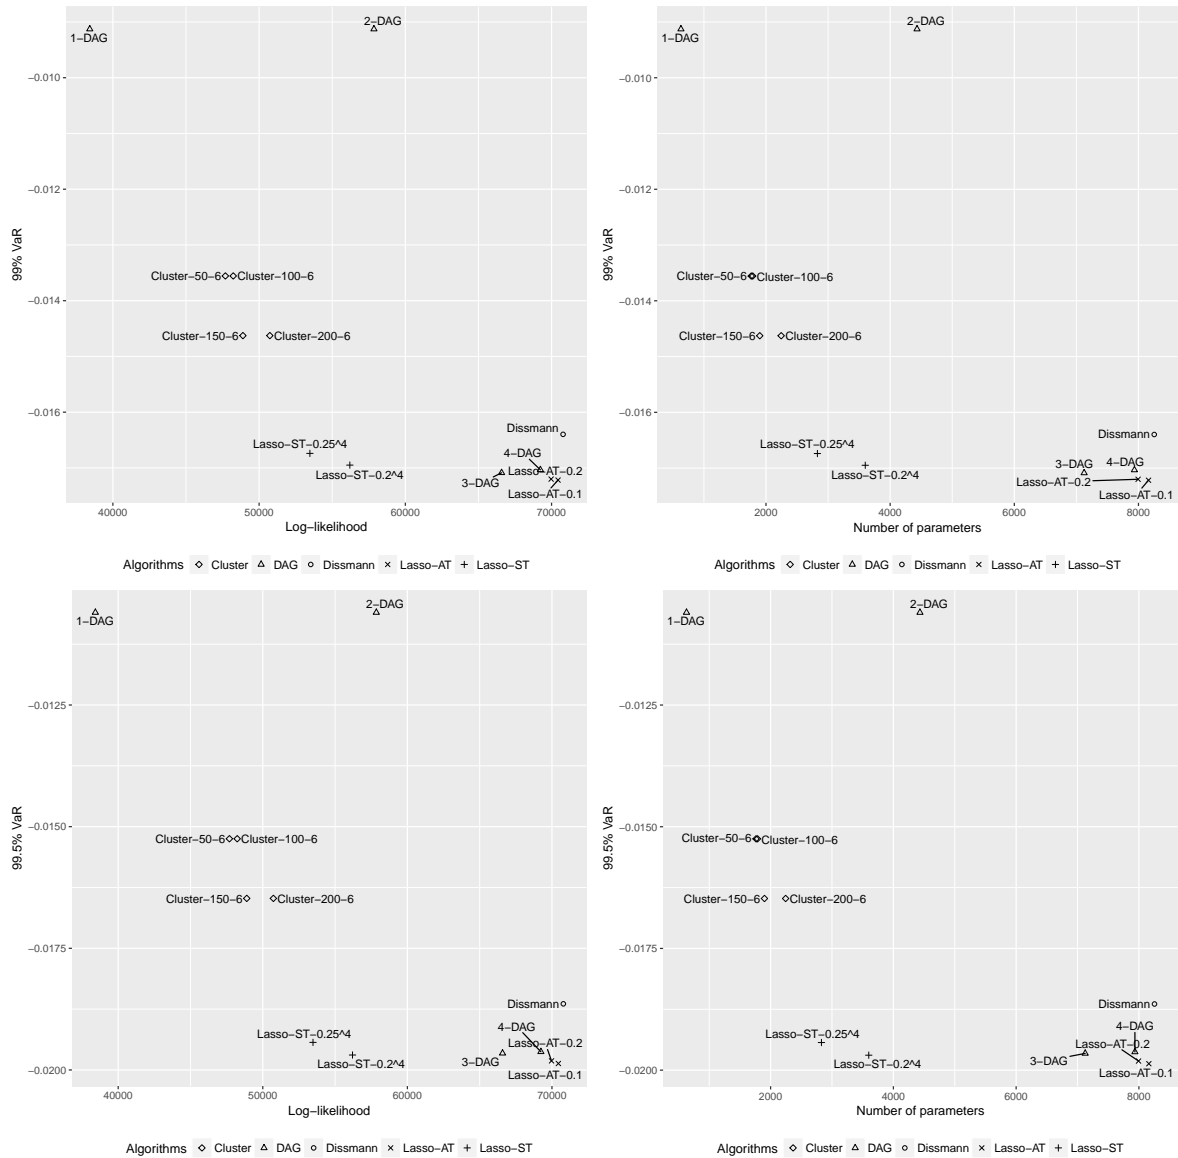 1−DAG
2−DAG
Cluster−50−6
Cluster−100−6
Cluster−150−6
Cluster−200−6
Lasso−ST−0.25^4
Lasso−ST−0.2^4
Dissmann
4−DAG
Lasso−AT−0.2
3−DAG
Lasso−AT−0.1
−0.010
−0.012
−0.014
−0.016
99% VaR
40000 50000 60000 70000
Log−likelihood
Algorithms Cluster DAG Dissmann Lasso−AT Lasso−ST
1−DAG
2−DAG
Cluster−50−6
Cluster−100−6
Cluster−150−6
Cluster−200−6
Lasso−ST−0.25^4
Lasso−ST−0.2^4
Dissmann
3−DAG
4−DAG
Lasso−AT−0.2
Lasso−AT−0.1
−0.010
−0.012
−0.014
−0.016
99% VaR
2000 4000 6000 8000
Number of parameters
Algorithms Cluster DAG Dissmann Lasso−AT Lasso−ST
1−DAG
2−DAG
Cluster−50−6
Cluster−100−6
Cluster−150−6
Cluster−200−6
Lasso−ST−0.25^4
Lasso−ST−0.2^4
Dissmann
4−DAG
Lasso−AT−0.2
3−DAG
Lasso−AT−0.1
−0.0125
−0.0150
−0.0175
−0.0200
99.5% VaR
40000 50000 60000 70000
Log−likelihood
Algorithms Cluster DAG Dissmann Lasso−AT Lasso−ST
1−DAG
2−DAG
Cluster−50−6
Cluster−100−6
Cluster−150−6
Cluster−200−6
Lasso−ST−0.25^4
Lasso−ST−0.2^4
Dissmann
4−DAG
Lasso−AT−0.2
3−DAG
Lasso−AT−0.1
−0.0125
−0.0150
−0.0175
−0.0200
99.5% VaR
2000 4000 6000 8000
Number of parameters
Algorithms Cluster DAG Dissmann Lasso−AT Lasso−ST